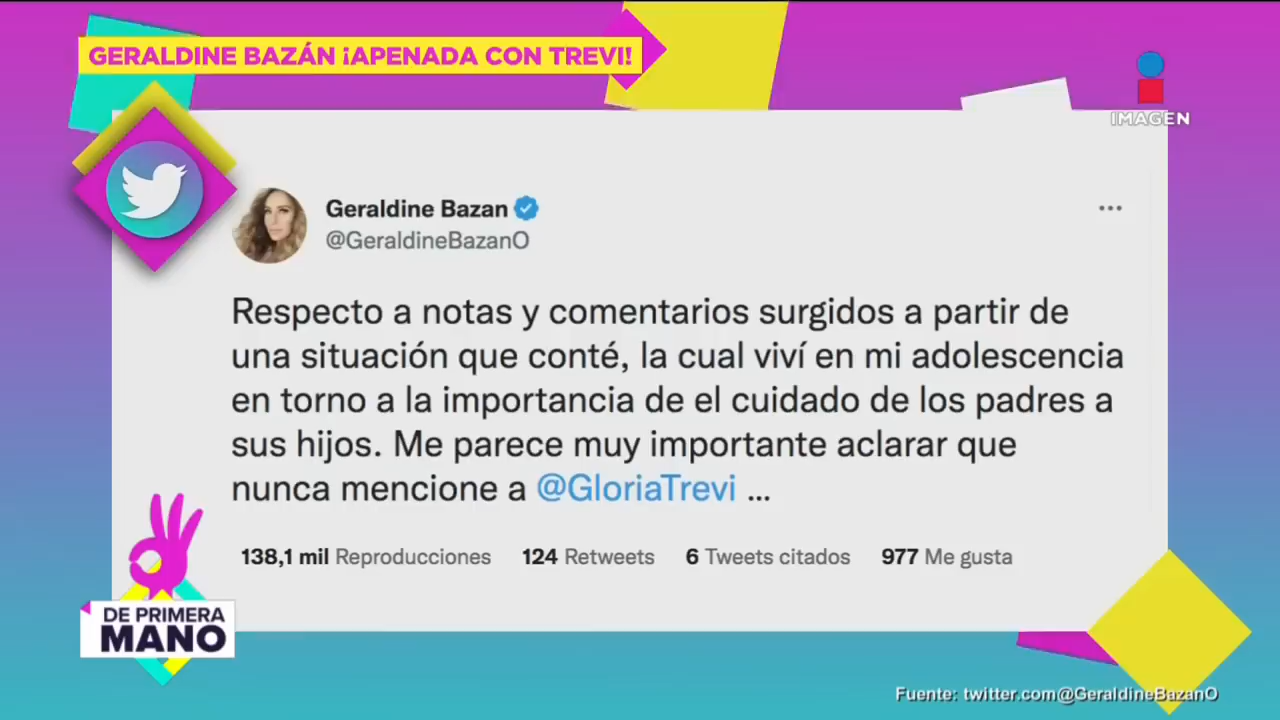 GERALDINE BAZÁN ¡APENADA CON TREVI!
IMAGEN
Geraldine Bazan
@GeraldineBazanO
Respecto a notas y comentarios surgidos a partir de
una situación que conté, la cual viví en mi adolescencia
en torno a la importancia de el cuidado de los padres a
sus hijos. Me parece muy importante aclarar que
nunca mencione a @GloriaTrevi ...
138,1 mil Reproducciones 124 Retweets 6 Tweets citados 977 Me gusta
DE PRIMERA
MANO
Fuente: twitter.com@GeraldineBazanO